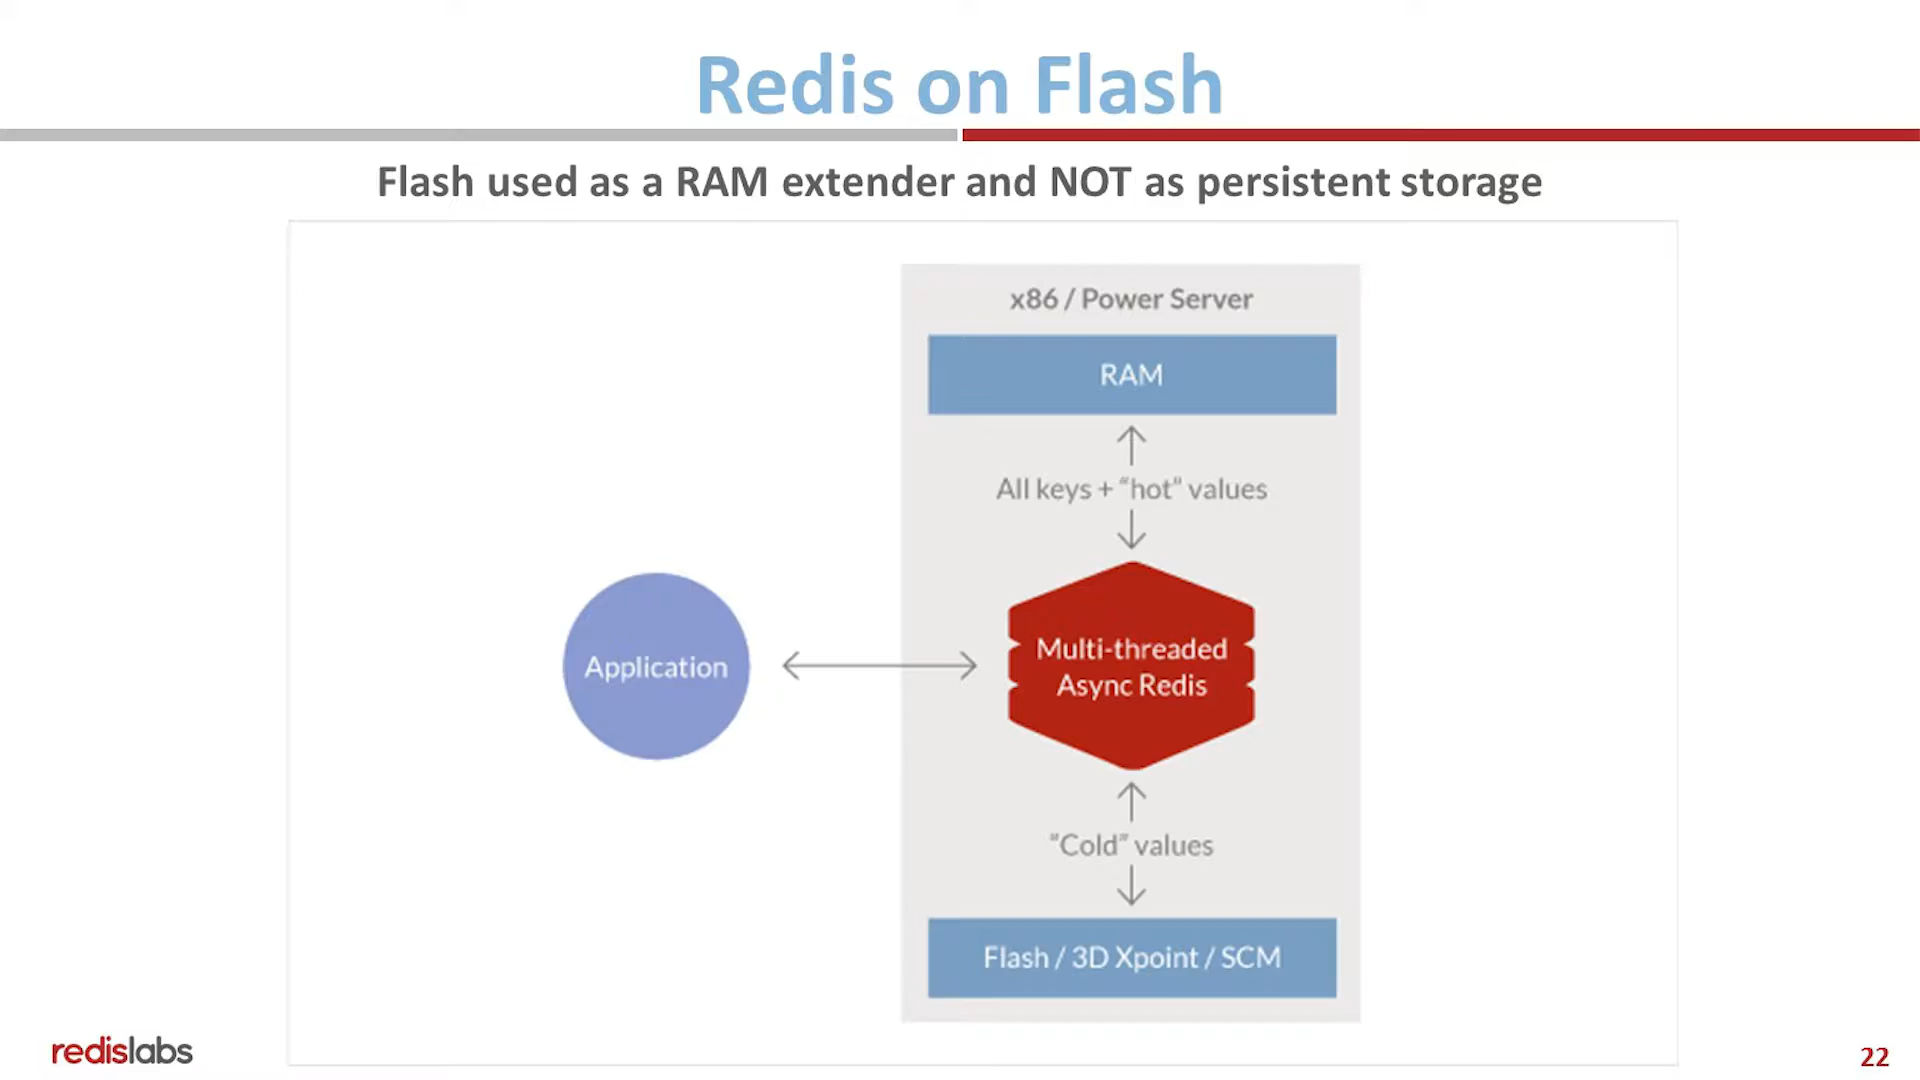 Redis on Flash
Flash used as a RAM extender and NOT as persistent storage
x86 / Power Server
RAM
All keys + “hot” values
Application
Multi-threaded
Async Redis
“Cold” values
Flash / 3D Xpoint / SCM
redislabs
22